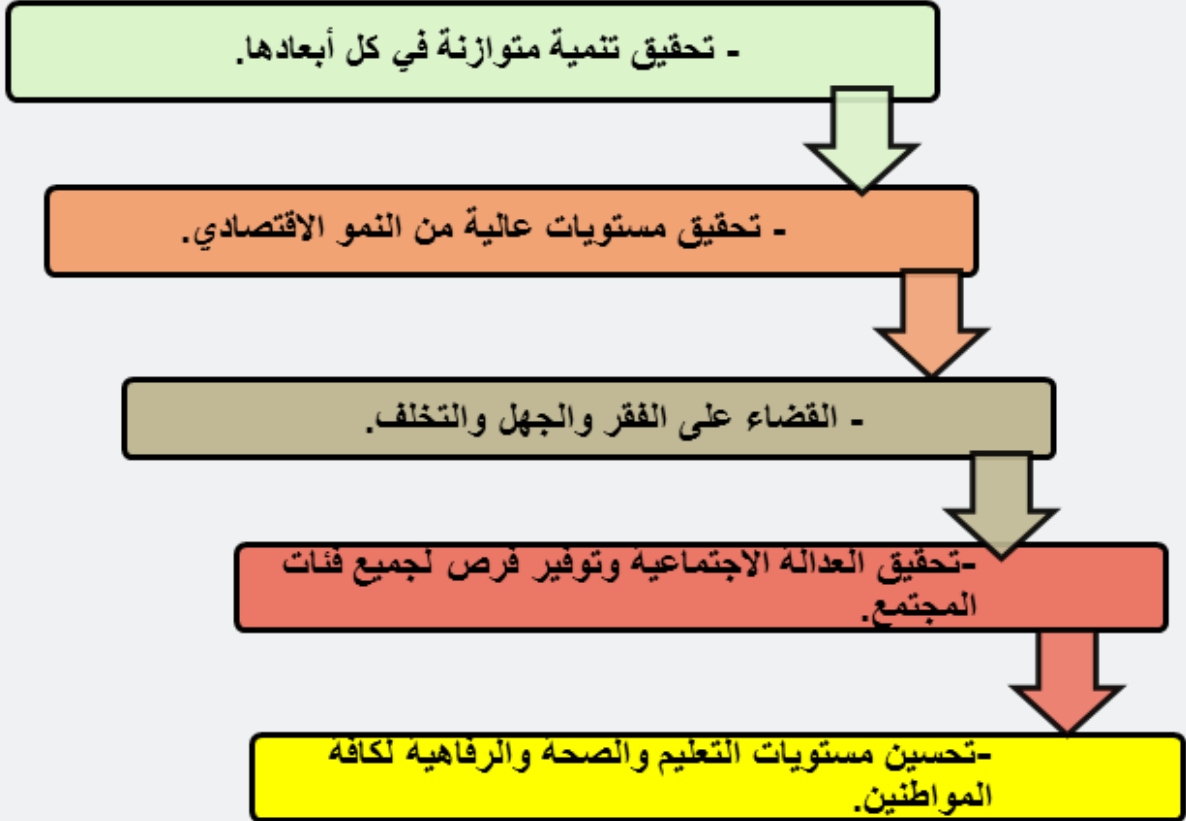 - تحقيق تنمية متوازنة في كل أبعادها.
- تحقيق مستويات عالية من النمو الاقتصادي.
- القضاء على الفقر والجهل والتخلف.
-تحقيق العدالة الاجتماعية وتوفير فرص لجميع فئات
المجتمع.
-تحسين مستويات التعليم والصحة والرفاهية لكافة
المواطنين.